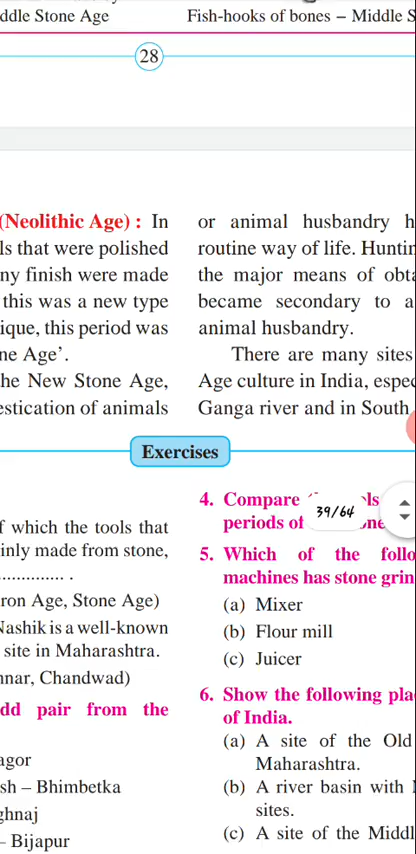 ddle Stone Age
Fish-hooks of bones – Middle S
28
(Neolithic Age) : In
ls that were polished
ny finish were made
this was a new type
ique, this period was
ne Age’.
he New Stone Age,
estication of animals
or animal husbandry h
routine way of life. Huntin
the major means of obta
became secondary to a
animal husbandry.
There are many sites
Age culture in India, espec
Ganga river and in South
Exercises
f which the tools that
inly made from stone,
.............. .
ron Age, Stone Age)
Nashik is a well-known
site in Maharashtra.
nnar, Chandwad)
dd pair from the
agor
sh – Bhimbetka
ghnaj
– Bijapur
4. Compare ls
periods of ne
39/64
5. Which of the follo
machines has stone grin
(a) Mixer
(b) Flour mill
(c) Juicer
6. Show the following pla
of India.
(a) A site of the Old
Maharashtra.
(b) A river basin with
sites.
(c) A site of the Middl